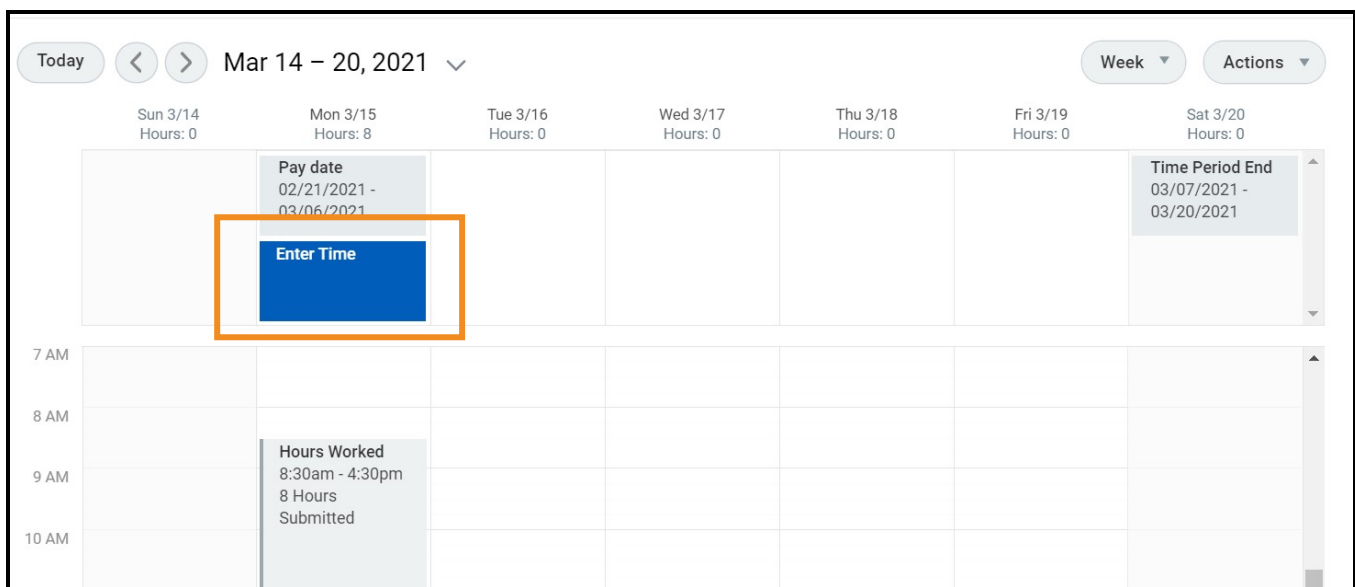 Today
Mar 14 – 20, 2021
Week
Actions
Sun 3/14
Hours: 0
Mon 3/15
Hours: 8
Tue 3/16
Hours: 0
Wed 3/17
Hours: 0
Thu 3/18
Hours: 0
Fri 3/19
Hours: 0
Sat 3/20
Hours: 0
Pay date
02/21/2021 -
03/06/2021
Enter Time
Time Period End
03/07/2021 -
03/20/2021
7 AM
8 AM
9 AM
10 AM
Hours Worked
8:30am - 4:30pm
8 Hours
Submitted